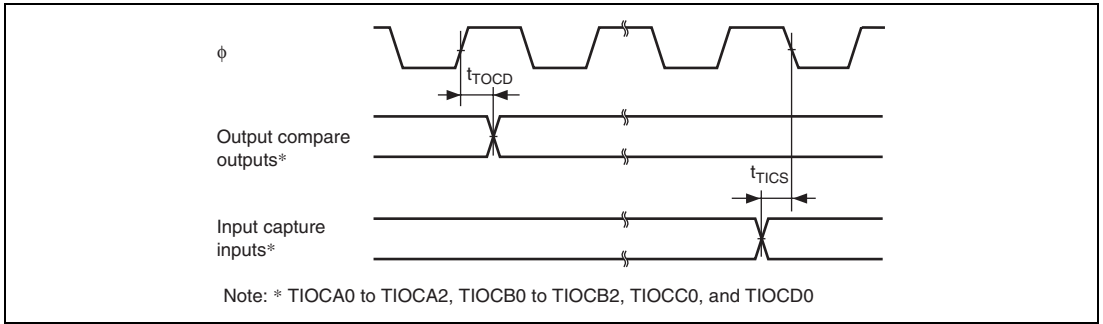 ϕ
tTOCD
Output compare
outputs*
tTICS
Input capture
inputs*
Note: * TIOCA0 to TIOCA2, TIOCB0 to TIOCB2, TIOCC0, and TIOCD0